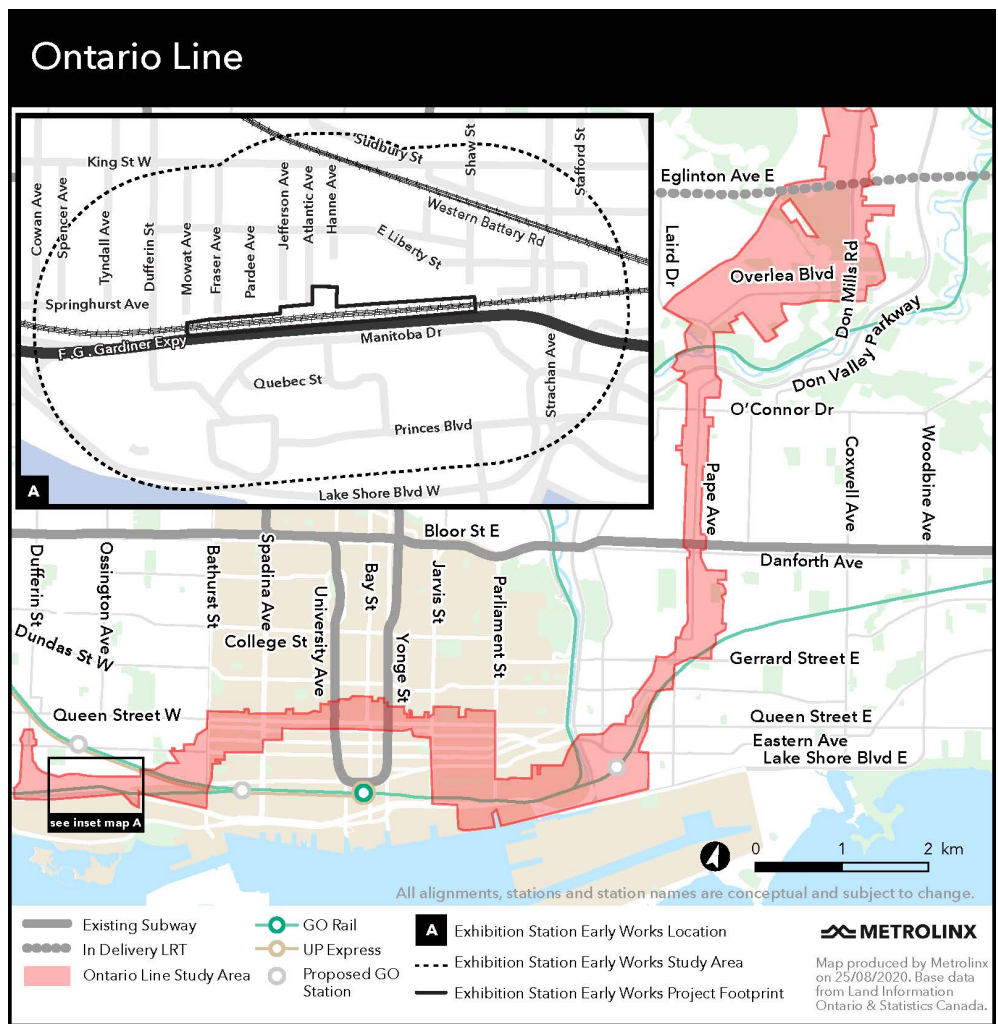 Ontario Line
King St W
Sudbury St
Shaw St
Stafford St
Cowan Ave
Spencer Ave
Tyndall Ave
Dufferin St
Mowat Ave
Fraser Ave
Pardee Ave
Jefferson Ave
Atlantic Ave
Hanne Ave
Western Battery Rd
E Liberty St
Springhurst Ave
F.G. Gardiner Expy
Manitoba Dr
Quebec St
Strachan Ave
Princes Blvd
Lake Shore Blvd W
A
Eglinton Ave E
Laird Dr
Overlea Blvd
Don Mills Rd
Don Valley Parkway
O'Connor Dr
Pape Ave
Coxwell Ave
Woodbine Ave
Bloor St E
Danforth Ave
Dufferin St
Ossington Ave
Bathurst St
Spadina Ave
University Ave
Bay St
Yonge St
Jarvis St
Parliament St
Dundas St W
College St
Gerrard Street E
Queen Street W
Queen Street E
Eastern Ave
Lake Shore Blvd E
see inset map A
0 1 2 km
All alignments, stations and station names are conceptual and subject to change.
Existing Subway
In Delivery LRT
Ontario Line Study Area
GO Rail
UP Express
Proposed GO
Station
A Exhibition Station Early Works Location
Exhibition Station Early Works Study Area
Exhibition Station Early Works Project Footprint
METROLINX
Map produced by Metrolinx
on 25/08/2020. Base data
from Land Information
Ontario & Statistics Canada.